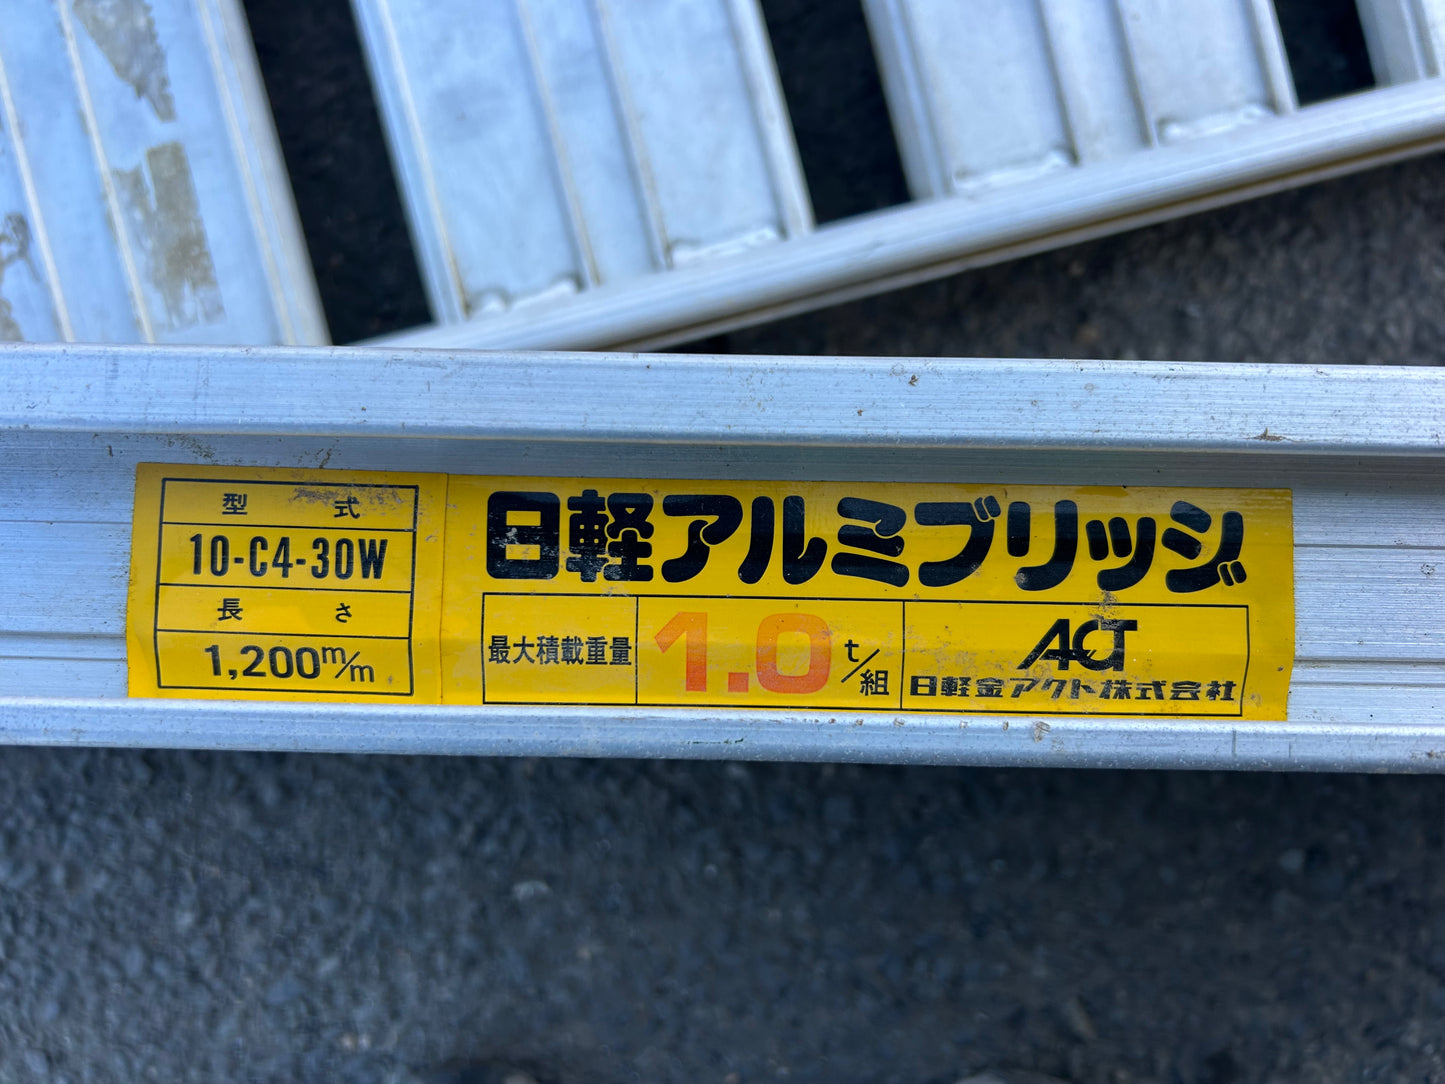 型式
10-C4-30W
長さ
1,200m/m
日軽アルミブリッジ
最大積載重量
1.0t/組
ACT
日軽金アクト株式会社